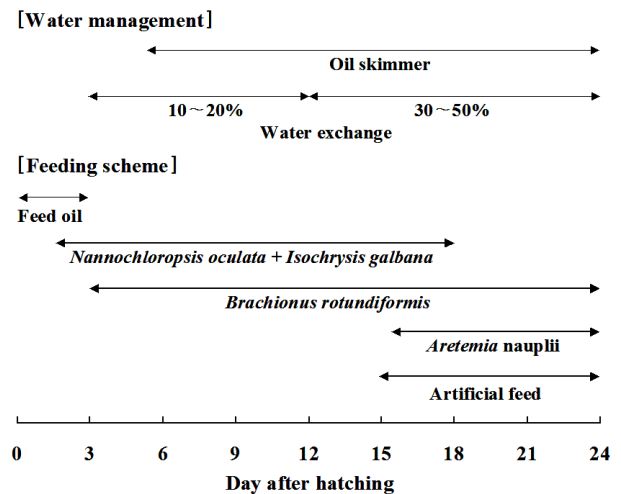 [Water management]
Oil skimmer
10～20% 30～50%
Water exchange
[Feeding scheme]
Feed oil
Nannochloropsis oculata + Isochrysis galbana
Brachionus rotundiformis
Aretemia nauplii
Artificial feed
0 3 6 9 12 15 18 21 24
Day after hatching